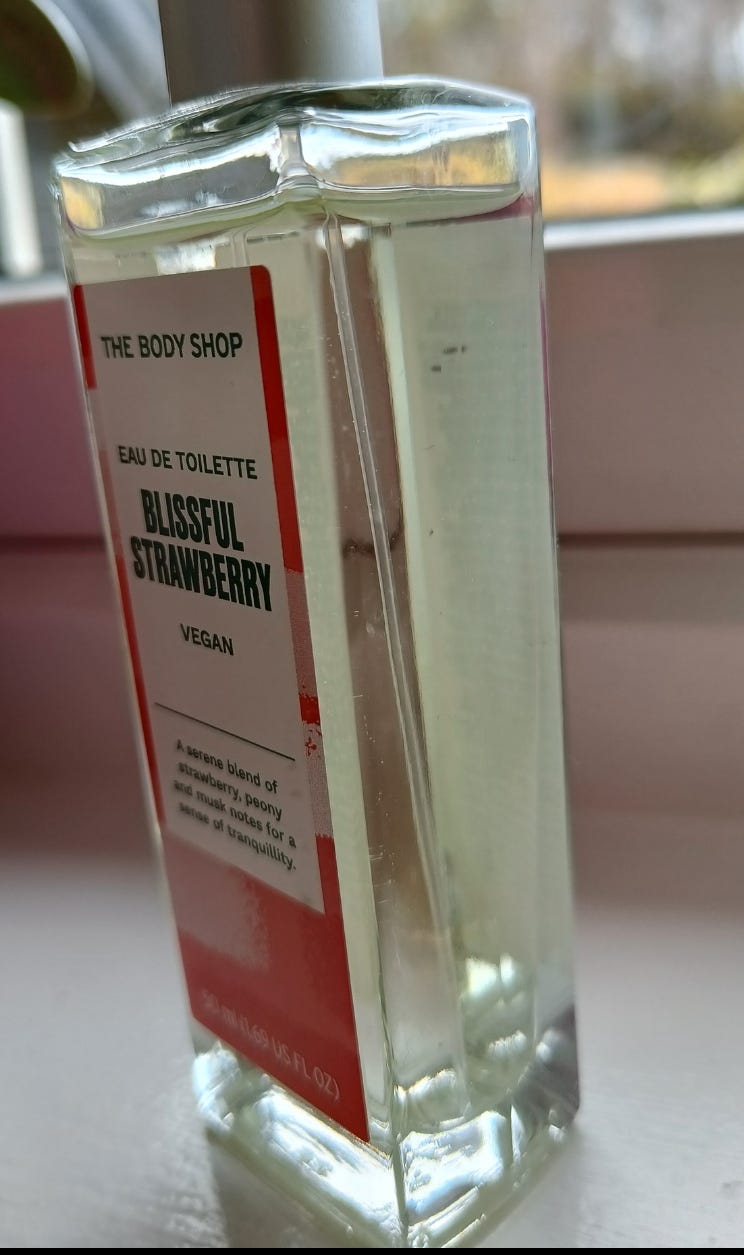 THE BODY SHOP
EAU DE TOILETTE
BLISSFUL
STRAWBERRY
VEGAN
A serene blend of
strawberry, peony
and musk notes for a
sense of tranquillity.
50 ml (1.69 US FL OZ)